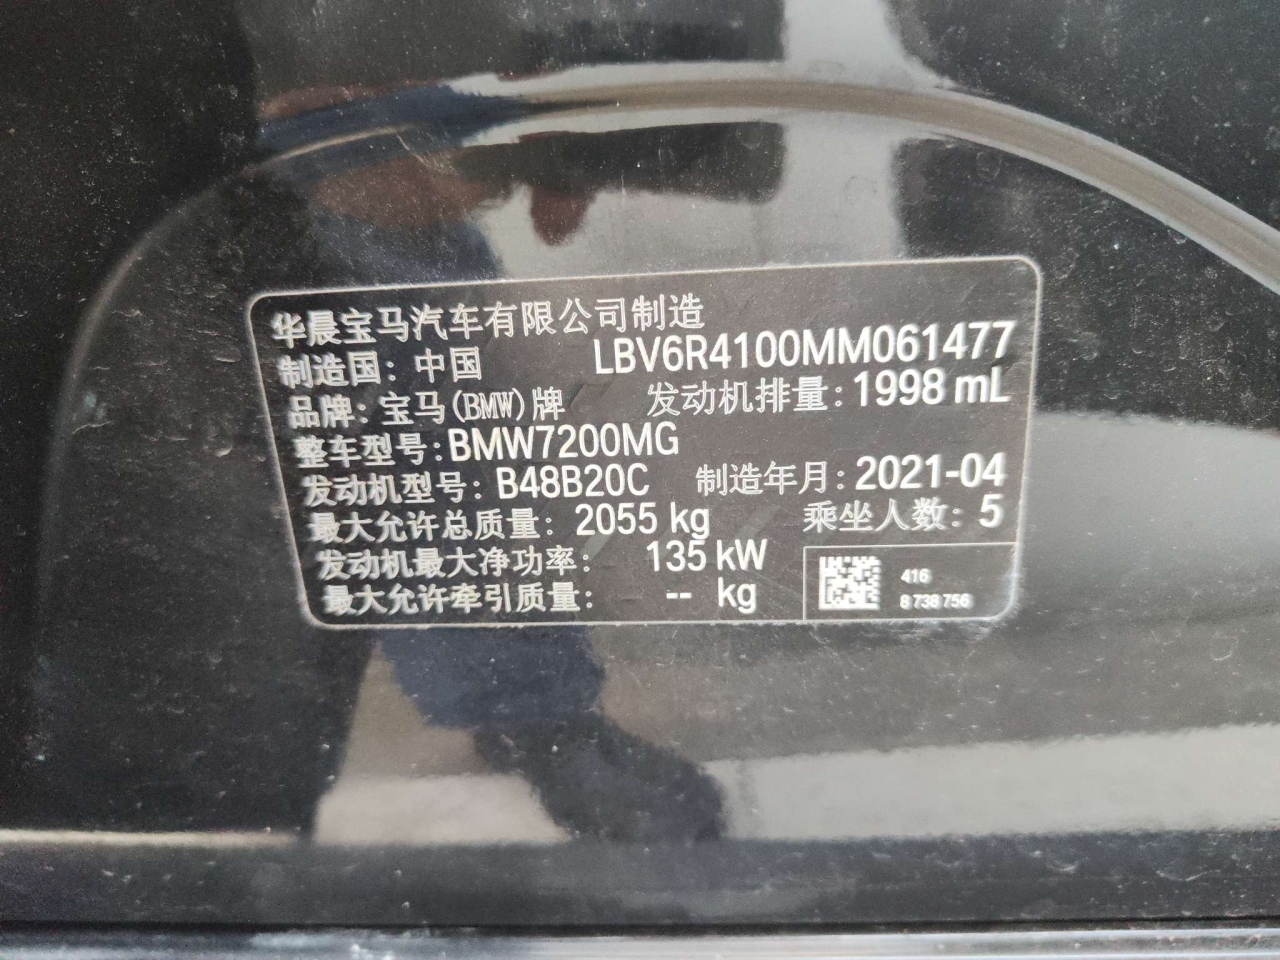 华晨宝马汽车有限公司制造
制造国：中国 LBV6R4100MM061477
品牌：宝马(BMW)牌 发动机排量：1998 mL
整车型号：BMW7200MG
发动机型号：B48B20C 制造年月：2021-04
最大允许总质量：2055 kg 乘坐人数：5
发动机最大净功率：135 kW
最大允许牵引质量：-- kg
416
8 738 756